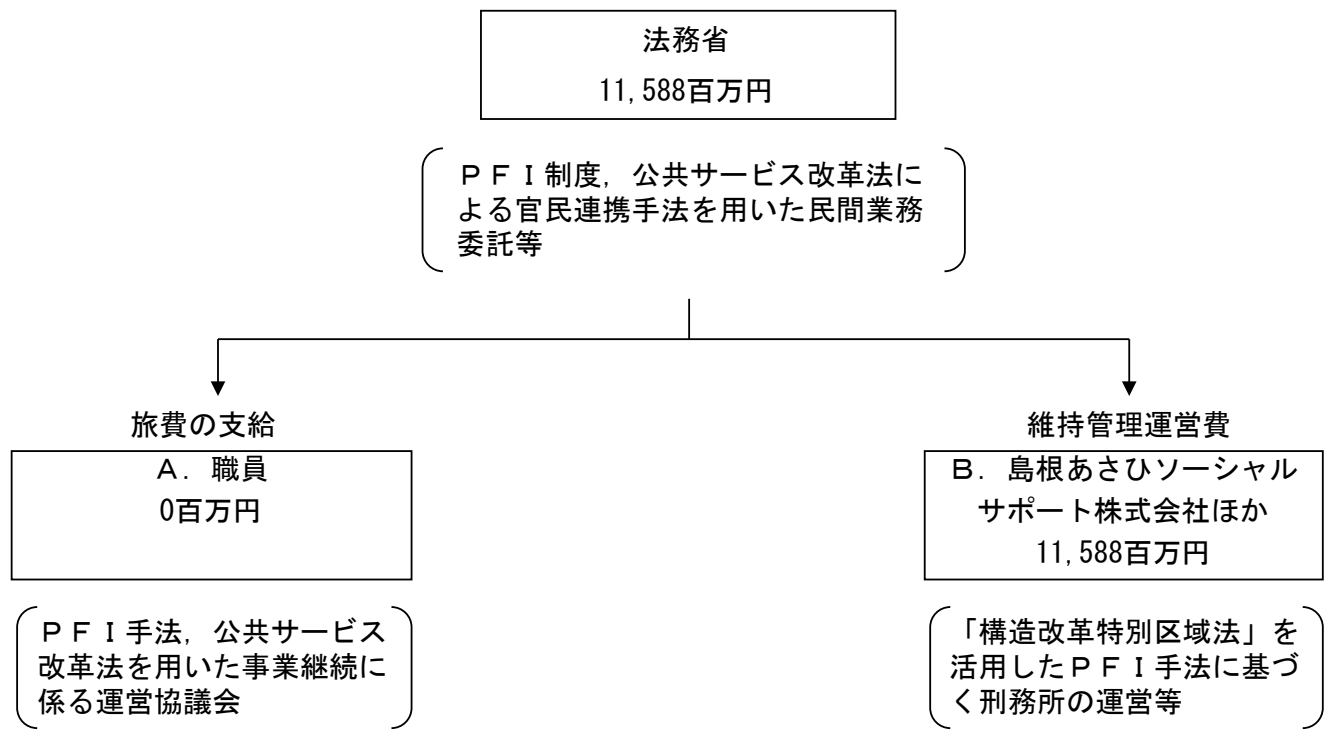 法務省
11,588百万円
ＰＦＩ制度，公共サービス改革法に
よる官民連携手法を用いた民間業務
委託等
旅費の支給
Ａ．職員
0百万円
ＰＦＩ手法，公共サービス
改革法を用いた事業継続に
係る運営協議会
維持管理運営費
Ｂ．島根あさひソーシャル
サポート株式会社ほか
11,588百万円
「構造改革特別区域法」を
活用したＰＦＩ手法に基づ
く刑務所の運営等